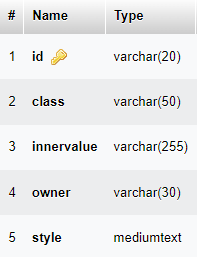 # Name Type
1 id varchar(20)
2 class varchar(50)
3 innervalue varchar(255)
4 owner varchar(30)
5 style mediumtext